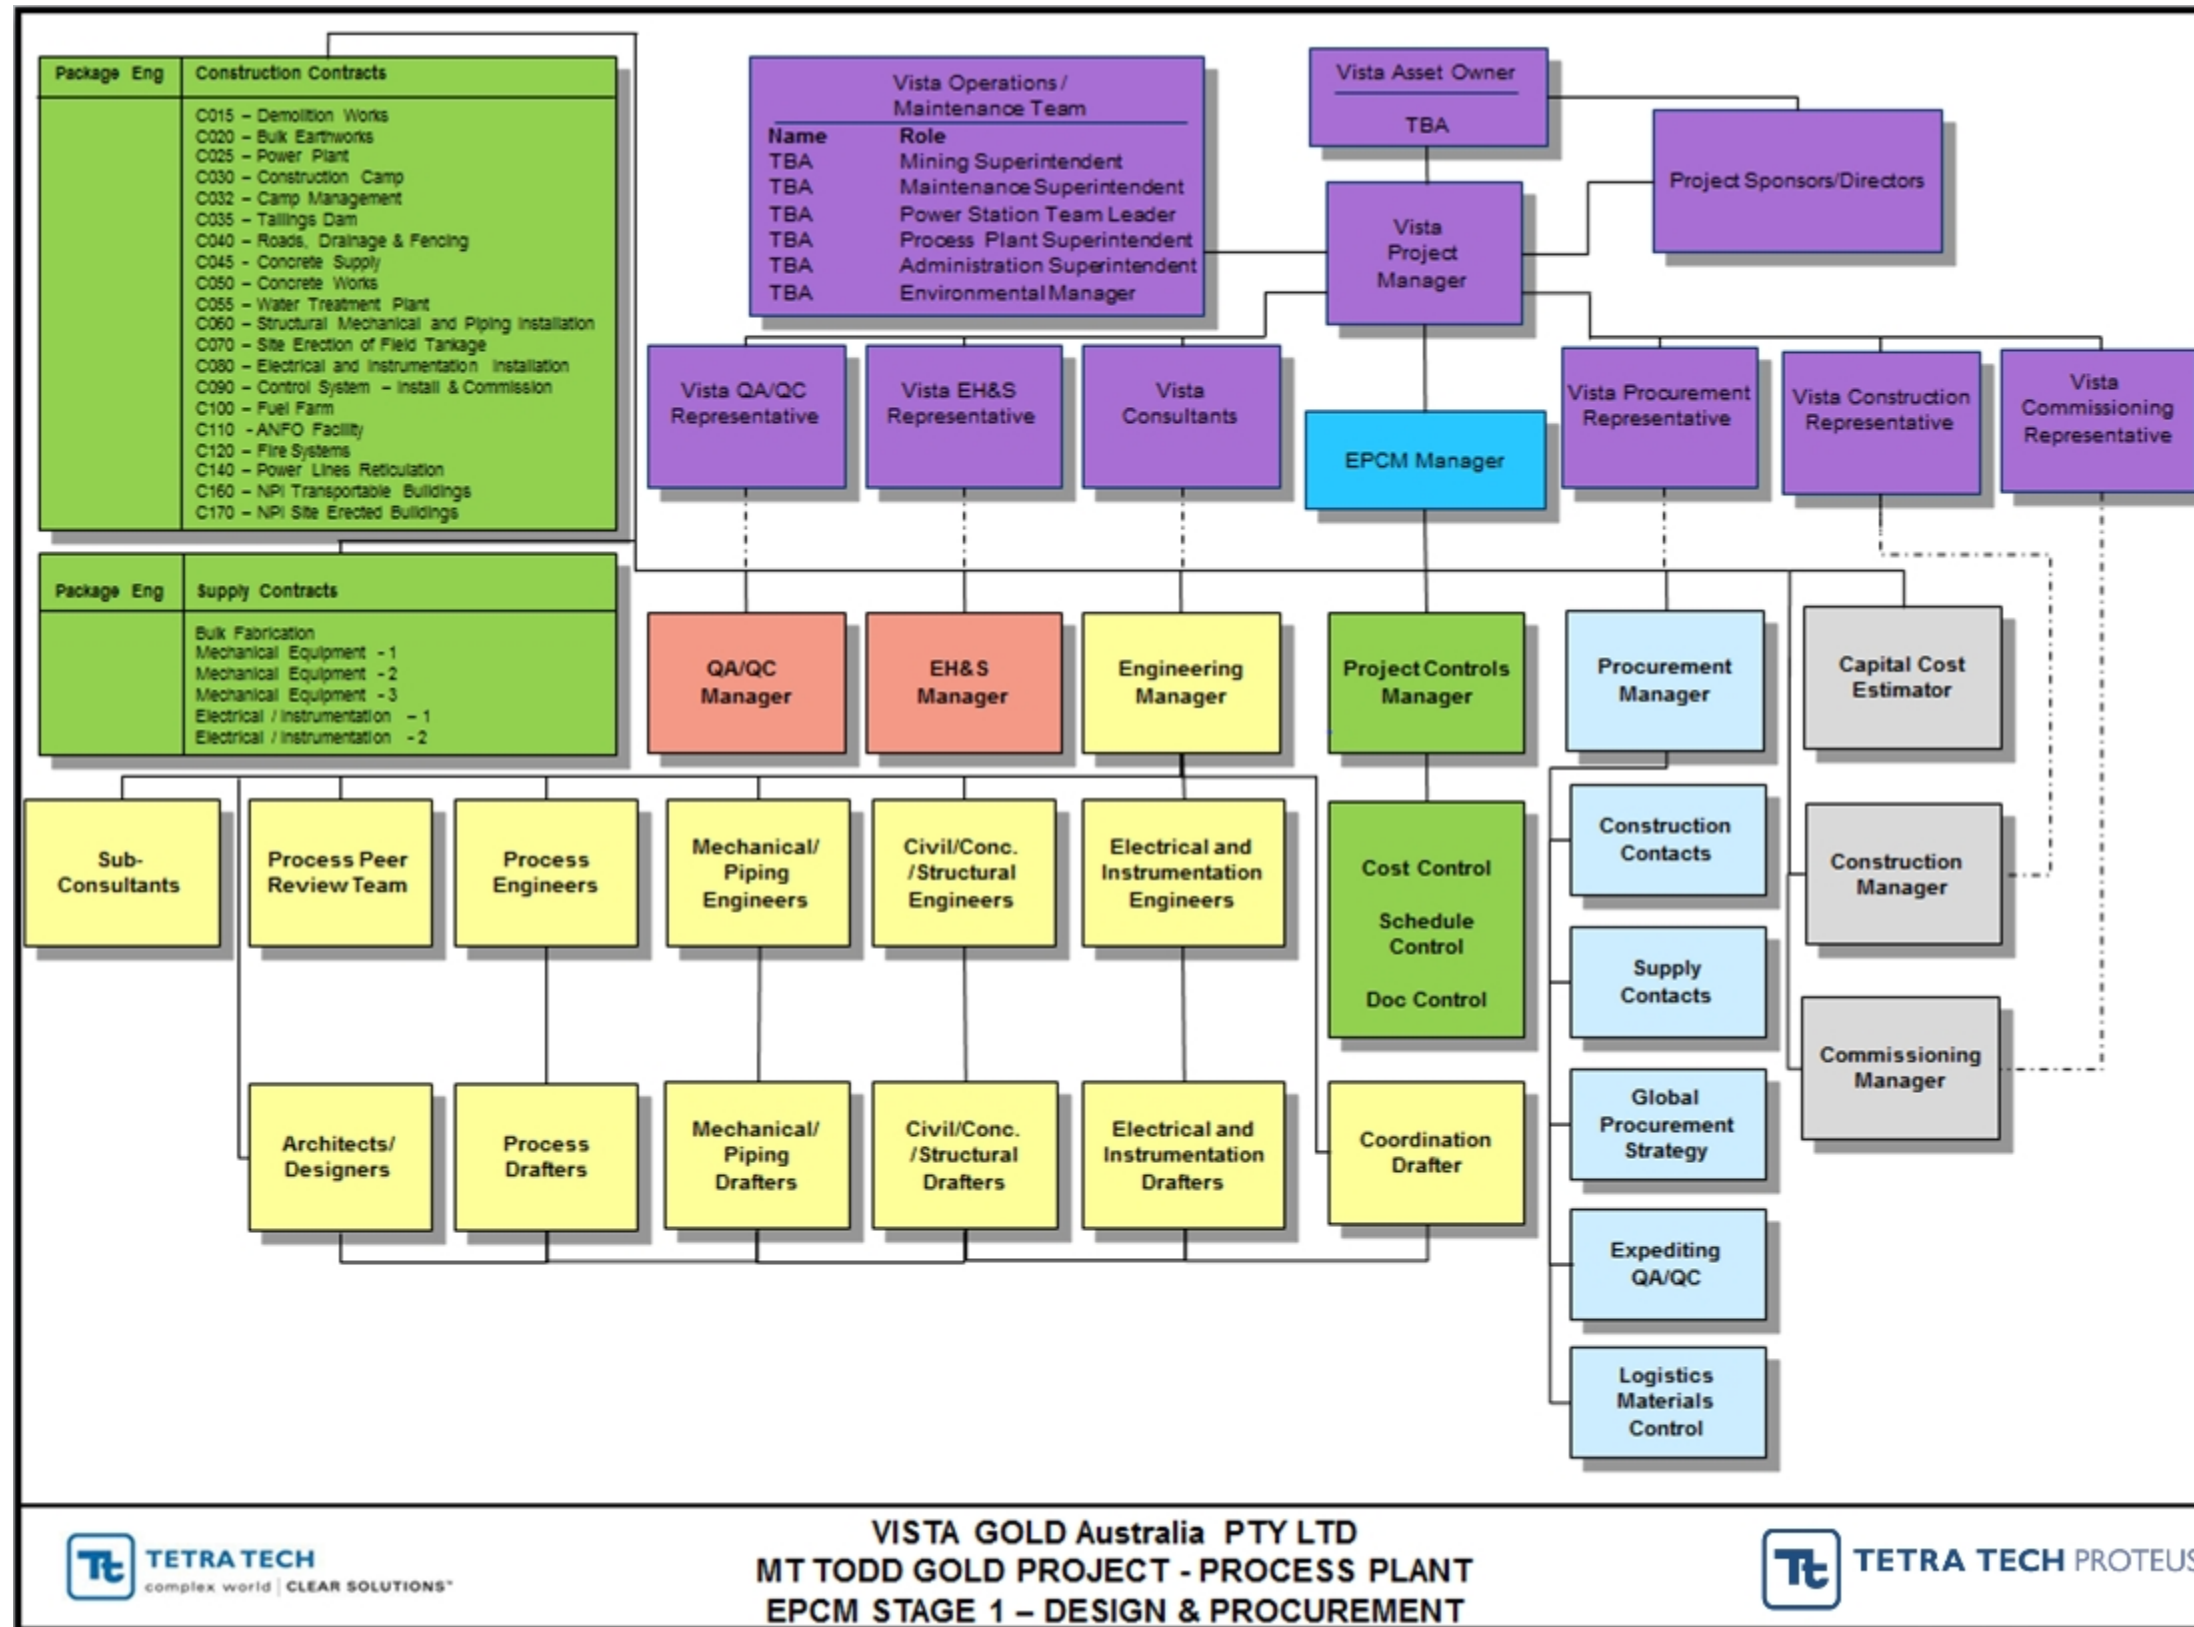 Package Eng Construction Contracts
C015 – Demolition Works
C020 – Bulk Earthworks
C025 – Power Plant
C030 – Construction Camp
C032 – Camp Management
C035 – Tailings Dam
C040 – Roads, Drainage & Fencing
C045 - Concrete Supply
C050 – Concrete Works
C055 – Water Treatment Plant
C060 – Structural Mechanical and Piping Installation
C070 – Site Erection of Field Tankage
C080 – Electrical and Instrumentation Installation
C090 – Control System – Install & Commission
C100 – Fuel Farm
C110 - ANFO Facility
C120 – Fire Systems
C140 – Power Lines Reticulation
C160 – NPI Transportable Buildings
C170 – NPI Site Erected Buildings
Vista Operations /
Maintenance Team
Name Role
TBA Mining Superintendent
TBA Maintenance Superintendent
TBA Power Station Team Leader
TBA Process Plant Superintendent
TBA Administration Superintendent
TBA Environmental Manager
Vista Asset Owner
TBA
Project Sponsors/Directors
Vista
Project
Manager
Vista QA/QC
Representative
Vista EH&S
Representative
Vista
Consultants
EPCM Manager
Vista Procurement
Representative
Vista Construction
Representative
Vista
Commissioning
Representative
Package Eng Supply Contracts
Bulk Fabrication
Mechanical Equipment - 1
Mechanical Equipment - 2
Mechanical Equipment - 3
Electrical / Instrumentation – 1
Electrical / Instrumentation - 2
QA/QC
Manager
EH&S
Manager
Engineering
Manager
Project Controls
Manager
Procurement
Manager
Capital Cost
Estimator
Sub-
Consultants
Process Peer
Review Team
Process
Engineers
Mechanical/
Piping
Engineers
Civil/Conc.
/Structural
Engineers
Electrical and
Instrumentation
Engineers
Cost Control
Schedule
Control
Doc Control
Construction
Contacts
Construction
Manager
Supply
Contacts
Commissioning
Manager
Architects/
Designers
Process
Drafters
Mechanical/
Piping
Drafters
Civil/Conc.
/Structural
Drafters
Electrical and
Instrumentation
Drafters
Coordination
Drafter
Global
Procurement
Strategy
Expediting
QA/QC
Logistics
Materials
Control
Tt TETRA TECH
complex world | CLEAR SOLUTIONS™
VISTA GOLD Australia PTY LTD
MT TODD GOLD PROJECT - PROCESS PLANT
EPCM STAGE 1 – DESIGN & PROCUREMENT
Tt TETRA TECH PROTEUS